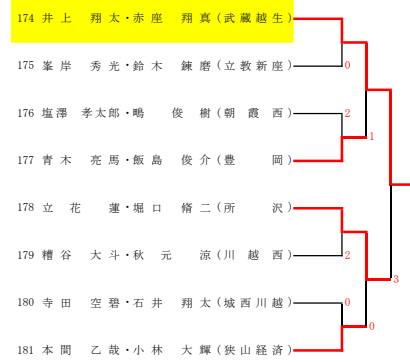 174 井上 翔太・赤座 翔真(武蔵越生)
175 峯岸 秀光・鈴木 錬磨(立教新座) 0
176 塩澤 孝太郎・鴫 俊樹(朝霞西) 2
1
177 青木 亮馬・飯島 俊介(豊岡)
178 立花 蓮・堀口 脩二(所沢)
179 糟谷 大斗・秋元 涼(川越西) 2
3
180 寺田 空碧・石井 翔太(城西川越) 0
0
181 本間 乙哉・小林 大輝(狭山経済)